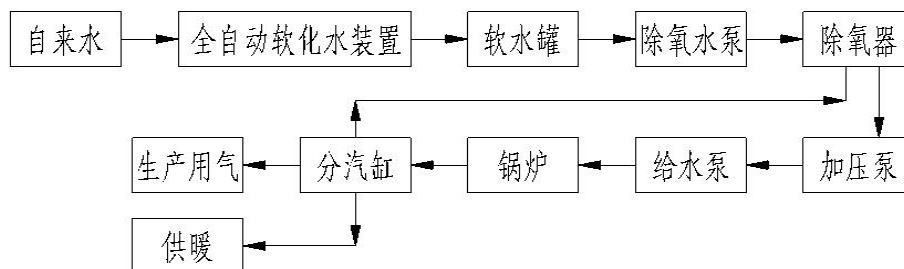 自来水
全自动软化水装置
软水罐
除氧水泵
除氧器
生产用气
分汽缸
锅炉
给水泵
加压泵
供暖